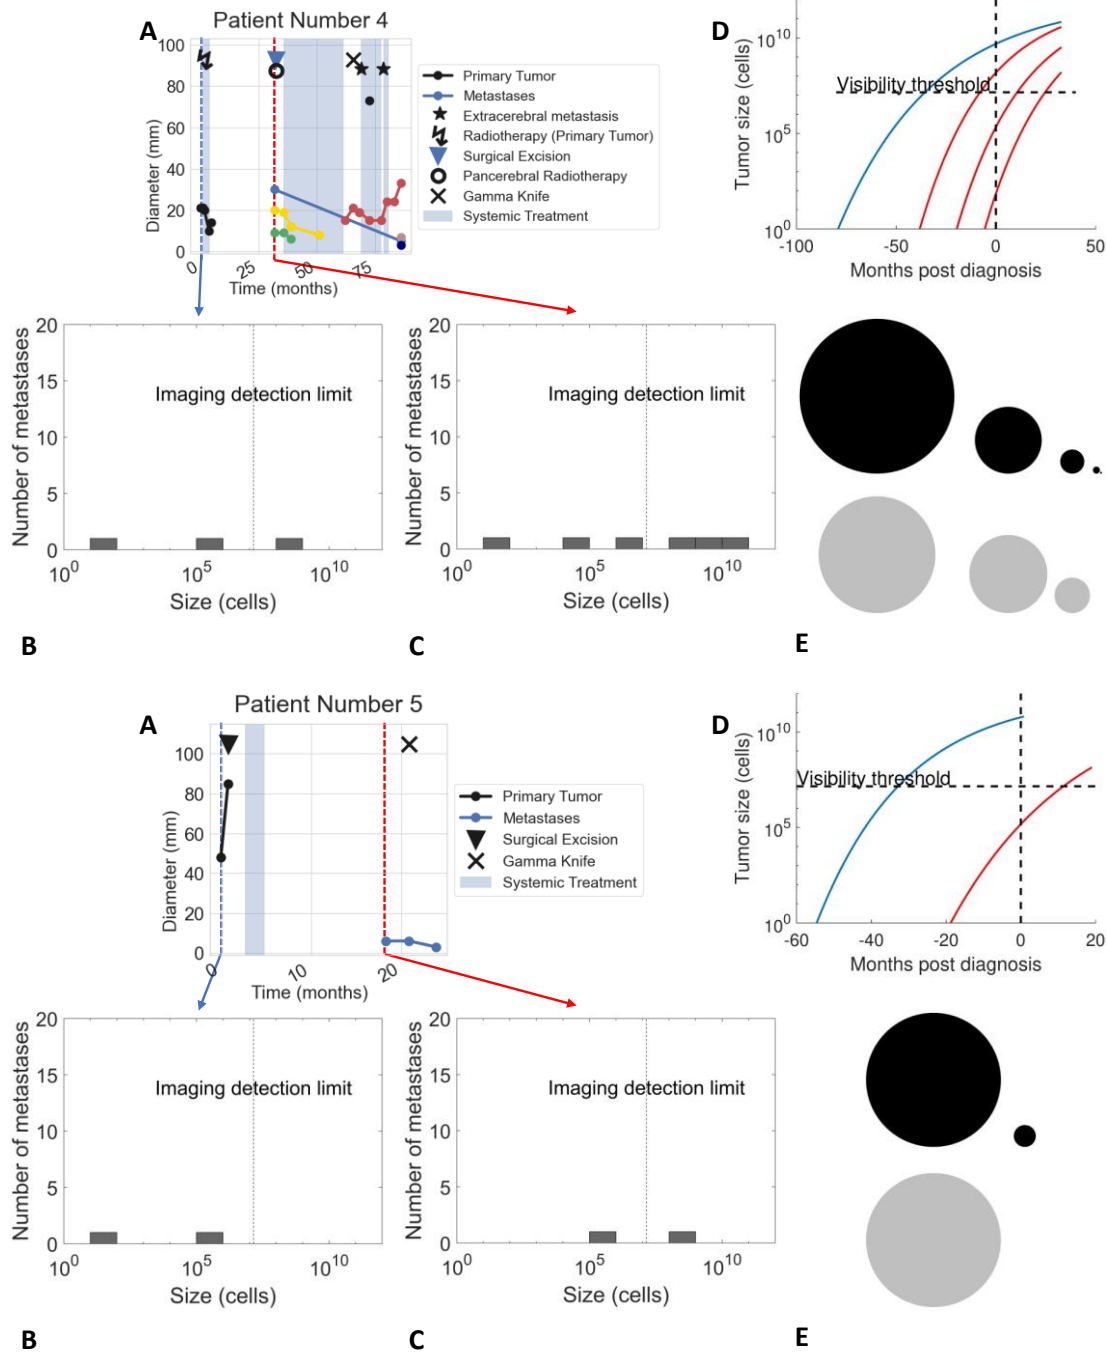 A
Patient Number 4
D
100
80
60
40
20
0
Diameter (mm)
0
25
50
75
Time (months)
Primary Tumor
Metastases
Extracerebral metastasis
Radiotherapy (Primary Tumor)
Surgical Excision
Pancerebral Radiotherapy
Gamma Knife
Systemic Treatment
Tumor size (cells)
10^10
10^5
10^0
Visibility threshold
-100
-50
0
50
Months post diagnosis
Number of metastases
20
15
10
5
0
Imaging detection limit
10^0
10^5
10^10
Size (cells)
Number of metastases
20
15
10
5
0
Imaging detection limit
10^0
10^5
10^10
Size (cells)
B
C
E
A
Patient Number 5
D
100
80
60
40
20
0
Diameter (mm)
0
10
20
Time (months)
Primary Tumor
Metastases
Surgical Excision
Gamma Knife
Systemic Treatment
Tumor size (cells)
10^10
10^5
10^0
Visibility threshold
-60
-40
-20
0
20
Months post diagnosis
Number of metastases
20
15
10
5
0
Imaging detection limit
10^0
10^5
10^10
Size (cells)
Number of metastases
20
15
10
5
0
Imaging detection limit
10^0
10^5
10^10
Size (cells)
B
C
E